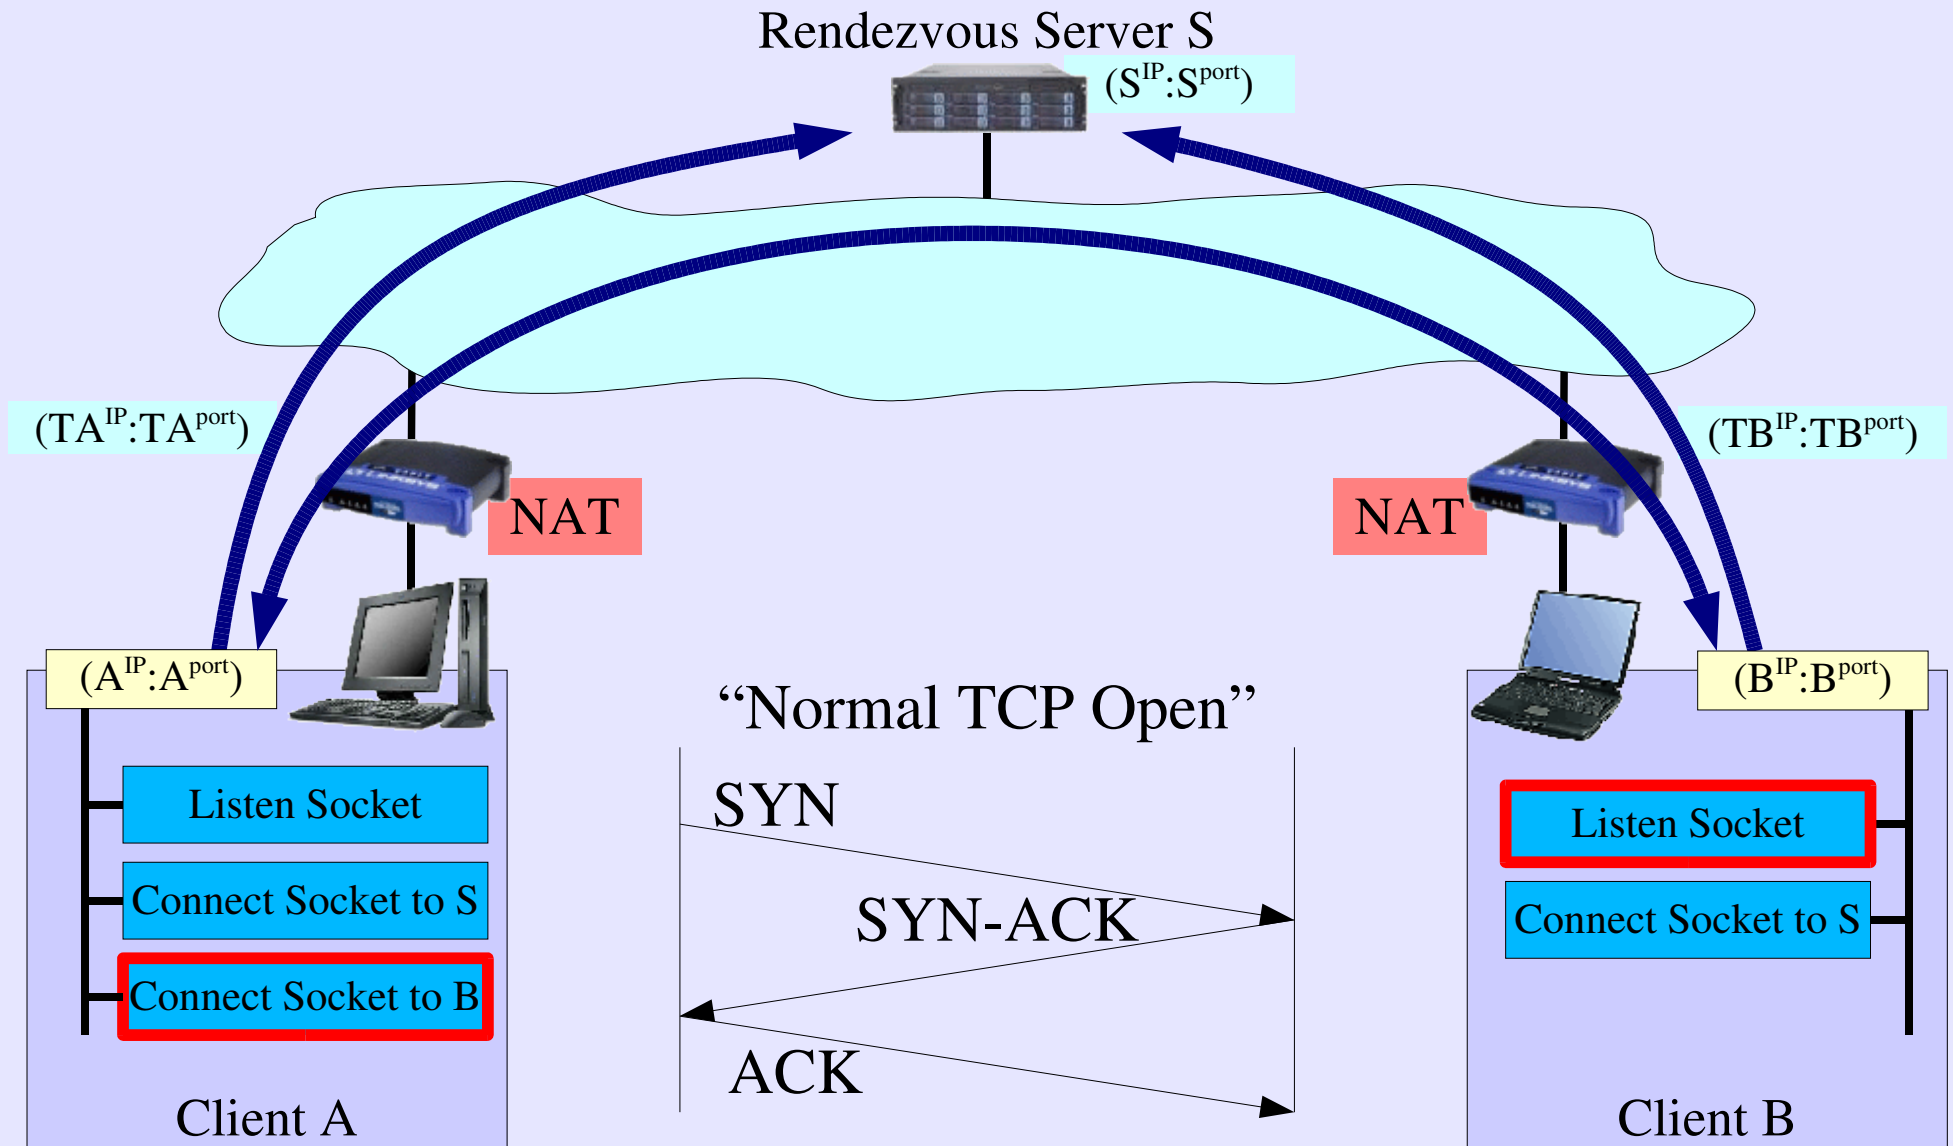 Rendezvous Server S
(S^IP:S^port)
(TA^IP:TA^port)
(TB^IP:TB^port)
LINKSYS
NAT
NAT
LINKSYS
(A^IP:A^port)
(B^IP:B^port)
“Normal TCP Open”
Listen Socket
Connect Socket to S
Connect Socket to B
Client A
SYN
SYN-ACK
ACK
Listen Socket
Connect Socket to S
Client B